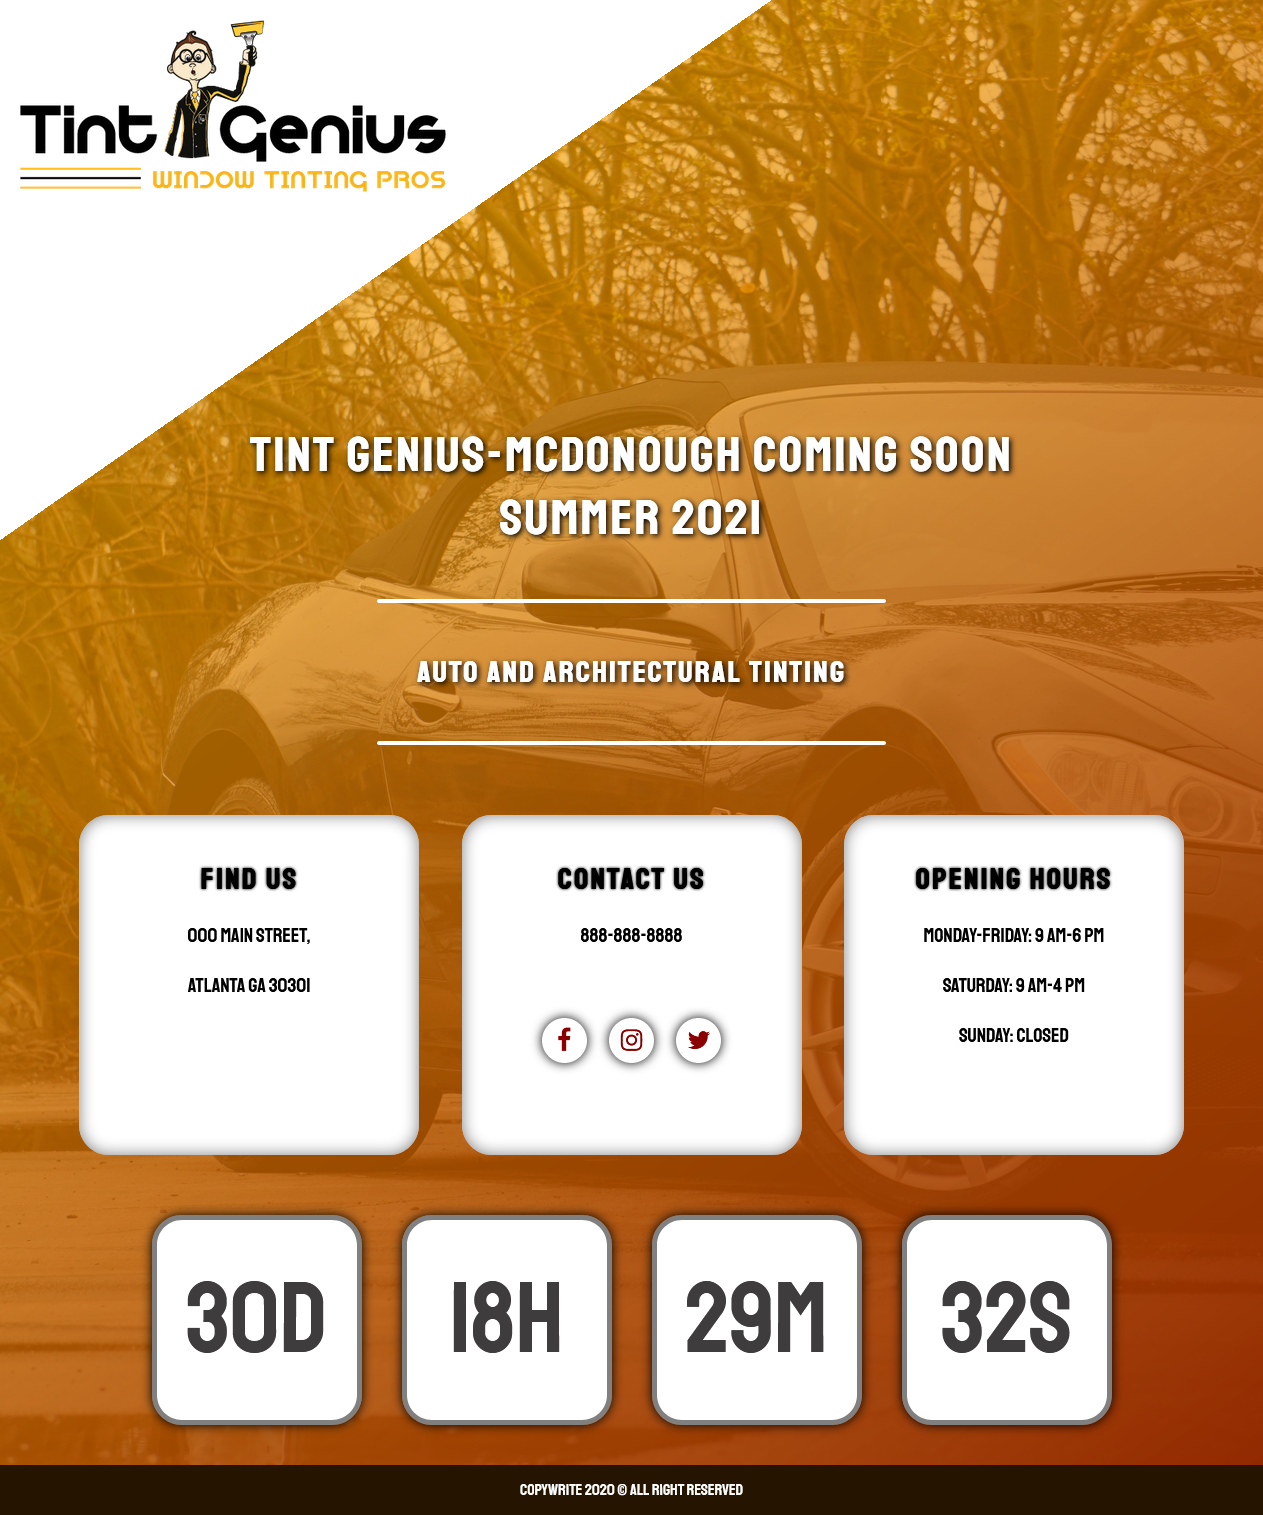 Tint Genius
WINDOW TINTING PROS
TINT GENIUS-MCDONOUGH COMING SOON
SUMMER 2021
AUTO AND ARCHITECTURAL TINTING
FIND US
000 MAIN STREET,
ATLANTA GA 30301
CONTACT US
888-888-8888
OPENING HOURS
MONDAY-FRIDAY: 9 AM-6 PM
SATURDAY: 9 AM-4 PM
SUNDAY: CLOSED
30D
18H
29M
32S
COPYWRITE 2020 © ALL RIGHT RESERVED